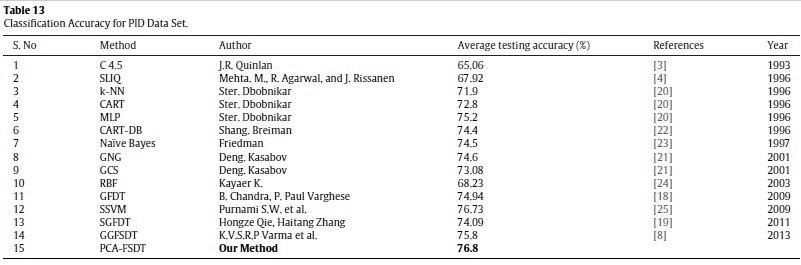 Table 13
Classification Accuracy for PID Data Set.
S. No Method Author Average testing accuracy (%) References Year
1 C 4.5 J.R. Quinlan 65.06 [3] 1993
2 SLIQ Mehta, M., R. Agarwal, and J. Rissanen 67.92 [4] 1996
3 k-NN Ster. Dbobnikar 71.9 [20] 1996
4 CART Ster. Dbobnikar 72.8 [20] 1996
5 MLP Ster. Dbobnikar 75.2 [20] 1996
6 CART-DB Shang. Breiman 74.4 [22] 1996
7 Naïve Bayes Friedman 74.5 [23] 1997
8 GNG Deng. Kasabov 74.6 [21] 2001
9 GCS Deng. Kasabov 73.08 [21] 2001
10 RBF Kayaer K. 68.23 [24] 2003
11 GFDT B. Chandra, P. Paul Varghese 74.94 [18] 2009
12 SSVM Purnami S.W. et al. 76.73 [25] 2009
13 SGFDT Hongze Qie, Haitang Zhang 74.09 [19] 2011
14 GGFSDT K.V.S.R.P Varma et al. 75.8 [8] 2013
15 PCA-FSDT Our Method 76.8